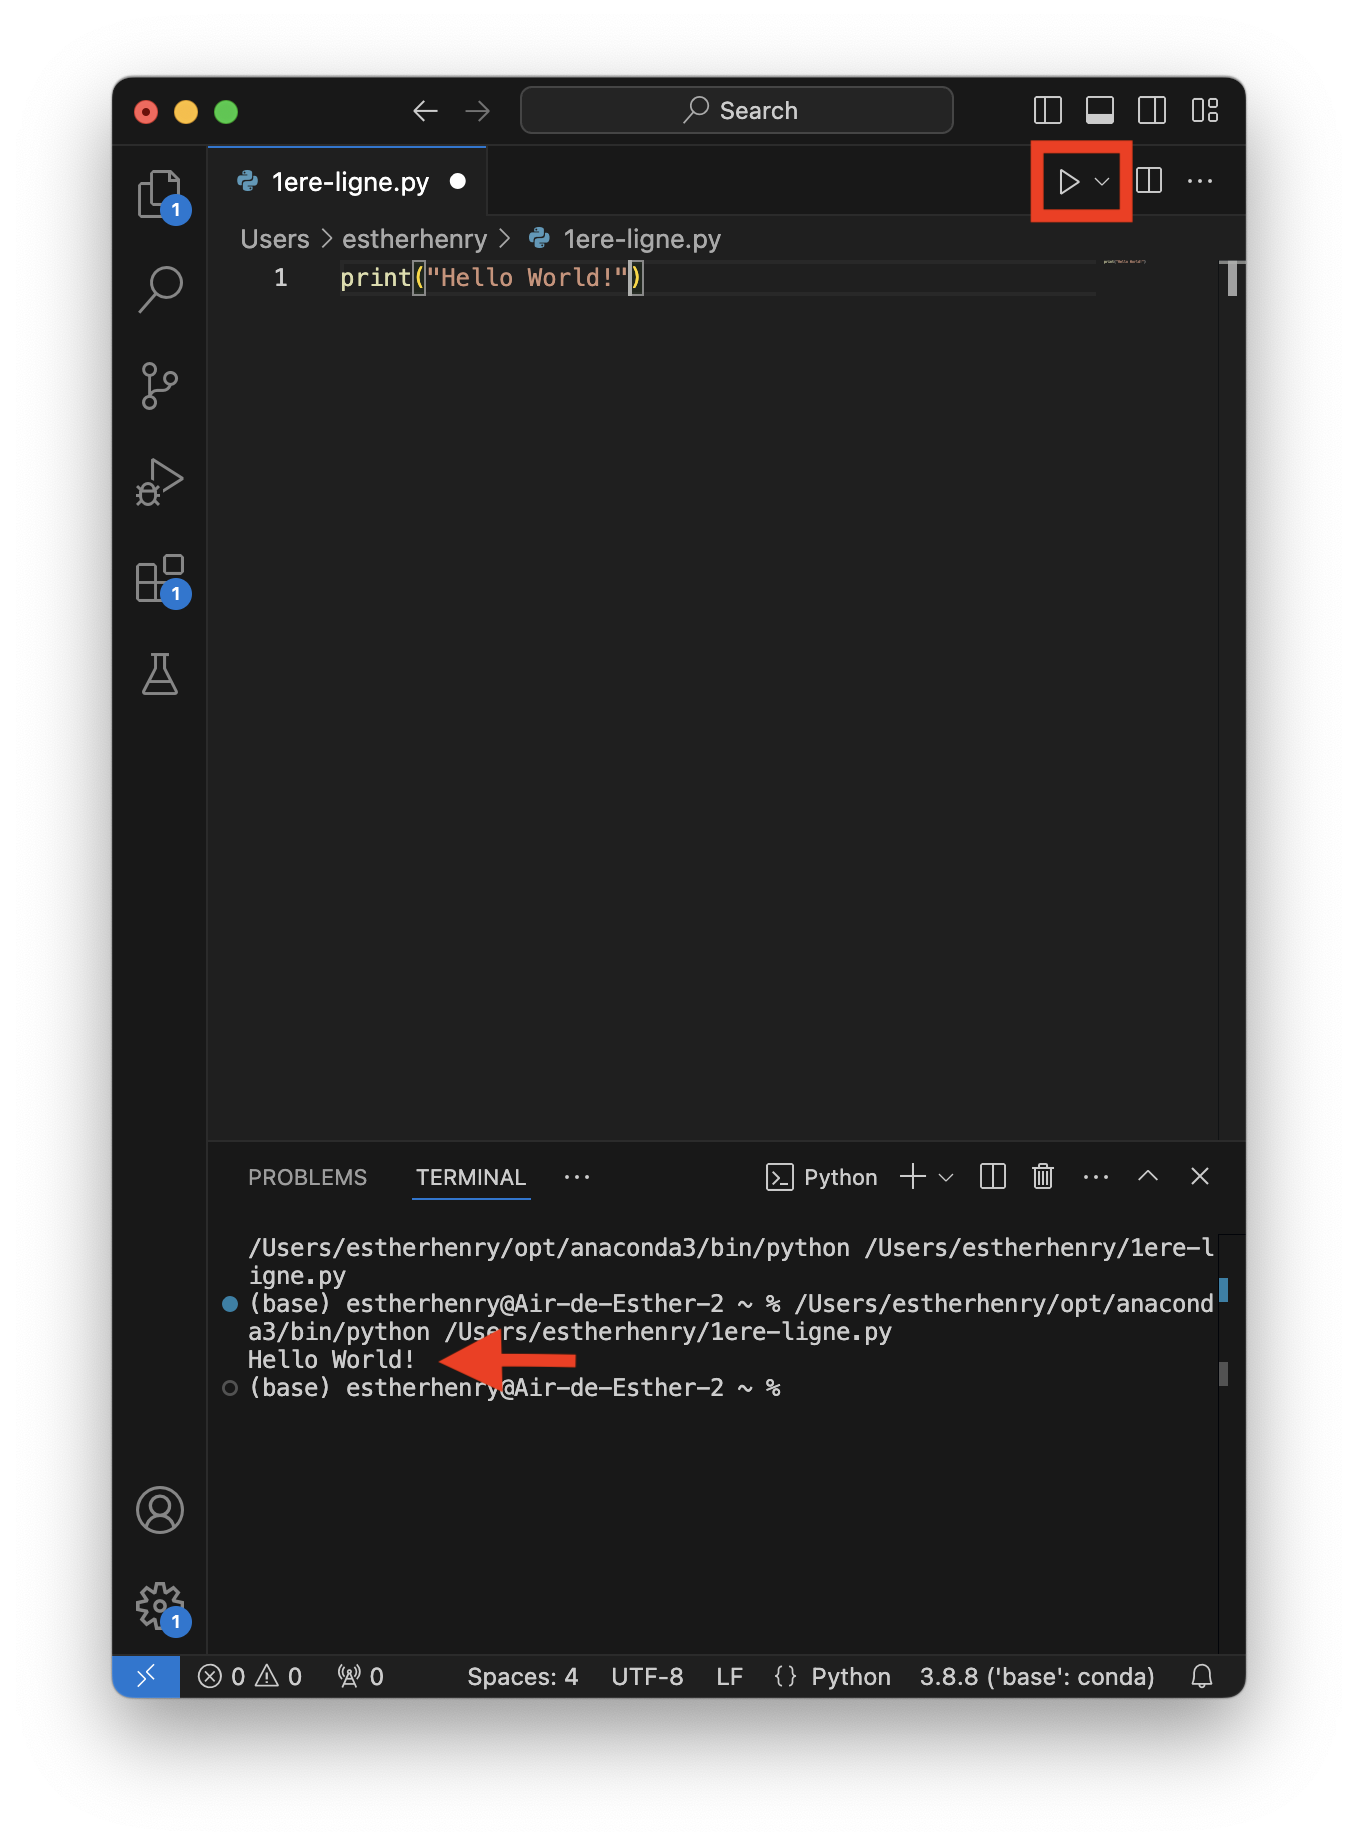 Search
1ere-ligne.py
Users > estherhenry > 1ere-ligne.py
1 print("Hello World!")
PROBLEMS TERMINAL ··· Python
/Users/estherhenry/opt/anaconda3/bin/python /Users/estherhenry/1ere-l
igne.py
(base) estherhenry@Air-de-Esther-2 ~ % /Users/estherhenry/opt/anacond
a3/bin/python /Users/estherhenry/1ere-ligne.py
Hello World!
(base) estherhenry@Air-de-Esther-2 ~ %
1
1
1
0 0 0 Spaces: 4 UTF-8 LF {} Python 3.8.8 ('base': conda)